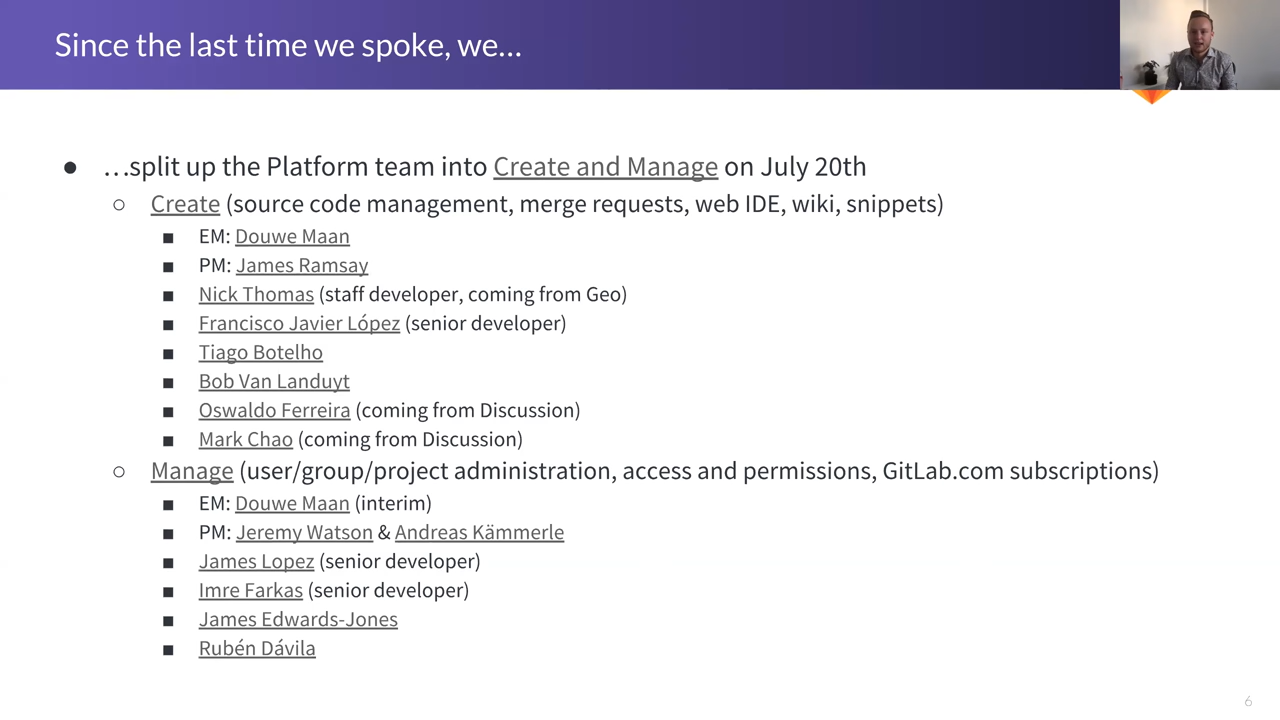 Since the last time we spoke, we...
● …split up the Platform team into Create and Manage on July 20th
○ Create (source code management, merge requests, web IDE, wiki, snippets)
■ EM: Douwe Maan
■ PM: James Ramsay
■ Nick Thomas (staff developer, coming from Geo)
■ Francisco Javier López (senior developer)
■ Tiago Botelho
■ Bob Van Landuyt
■ Oswaldo Ferreira (coming from Discussion)
■ Mark Chao (coming from Discussion)
○ Manage (user/group/project administration, access and permissions, GitLab.com subscriptions)
■ EM: Douwe Maan (interim)
■ PM: Jeremy Watson & Andreas Kämmerle
■ James Lopez (senior developer)
■ Imre Farkas (senior developer)
■ James Edwards-Jones
■ Rubén Dávila
6